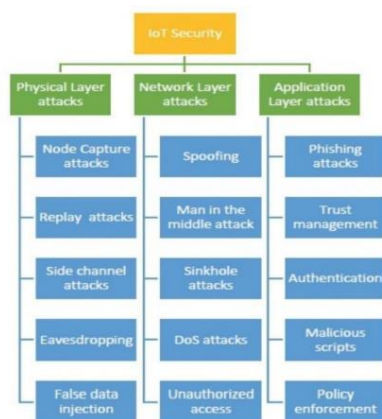 IoT Security
Physical Layer
attacks
Network Layer
attacks
Application
Layer attacks
Node Capture
attacks
Replay attacks
Side channel
attacks
Eavesdropping
False data
injection
Spoofing
Man in the
middle attack
Sinkhole
attacks
DoS attacks
Unauthorized
access
Phishing
attacks
Trust
management
Authentication
Malicious
scripts
Policy
enforcement